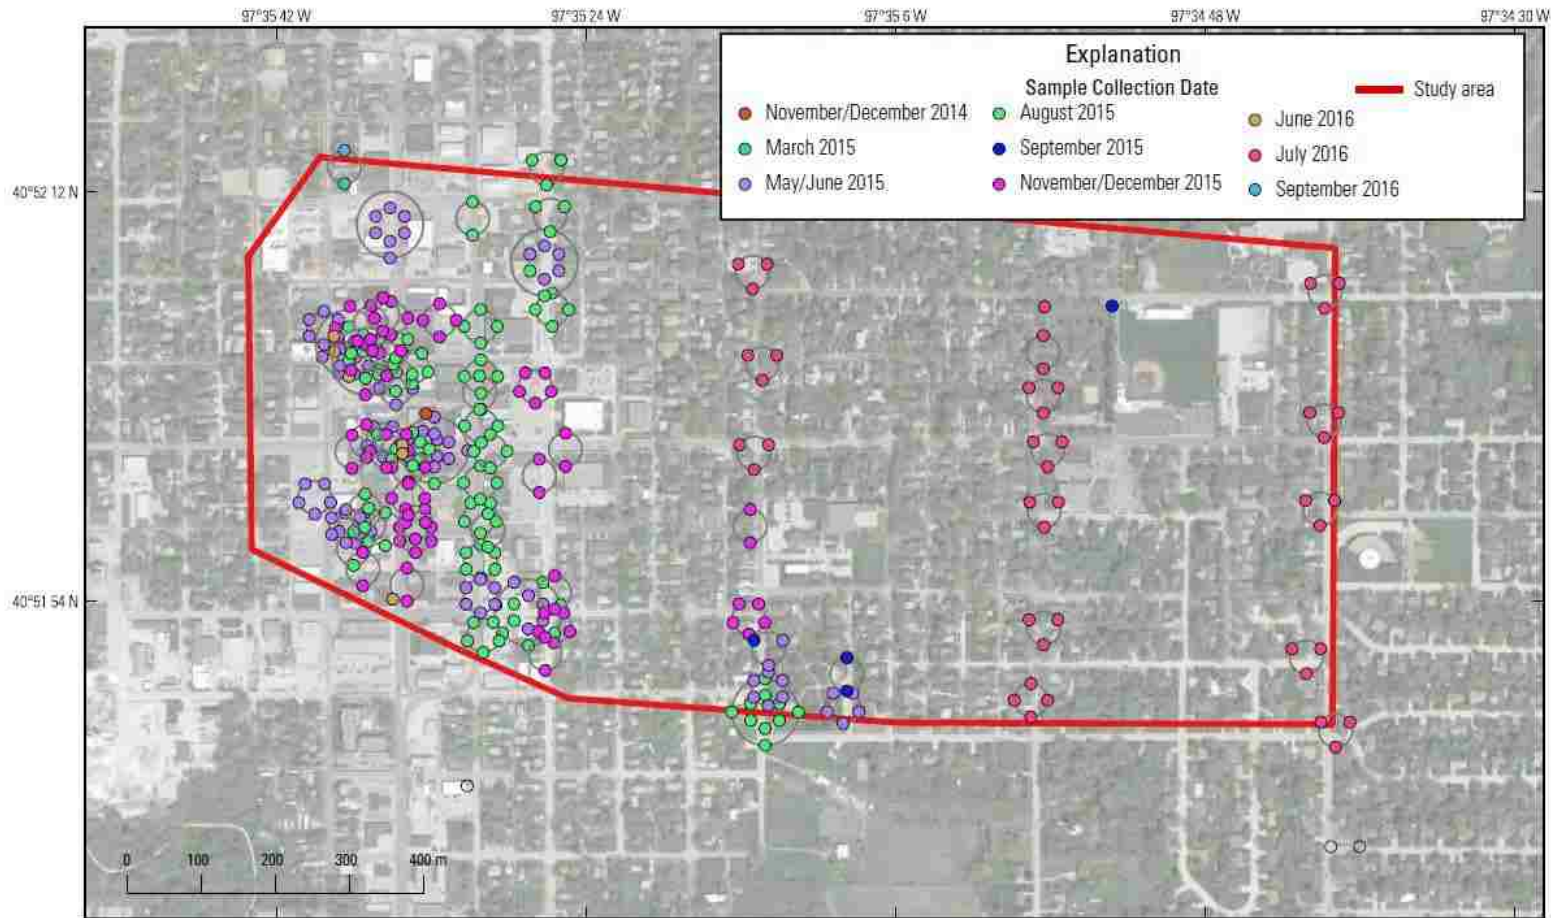 97°35 42 W 97°35 24 W 97°35 6 W 97°34 48 W 97°34 30 W
Explanation
Sample Collection Date
Study area
November/December 2014 August 2015 June 2016
March 2015 September 2015 July 2016
May/June 2015 November/December 2015 September 2016
40°52 12 N
40°51 54 N
0 100 200 300 400 m